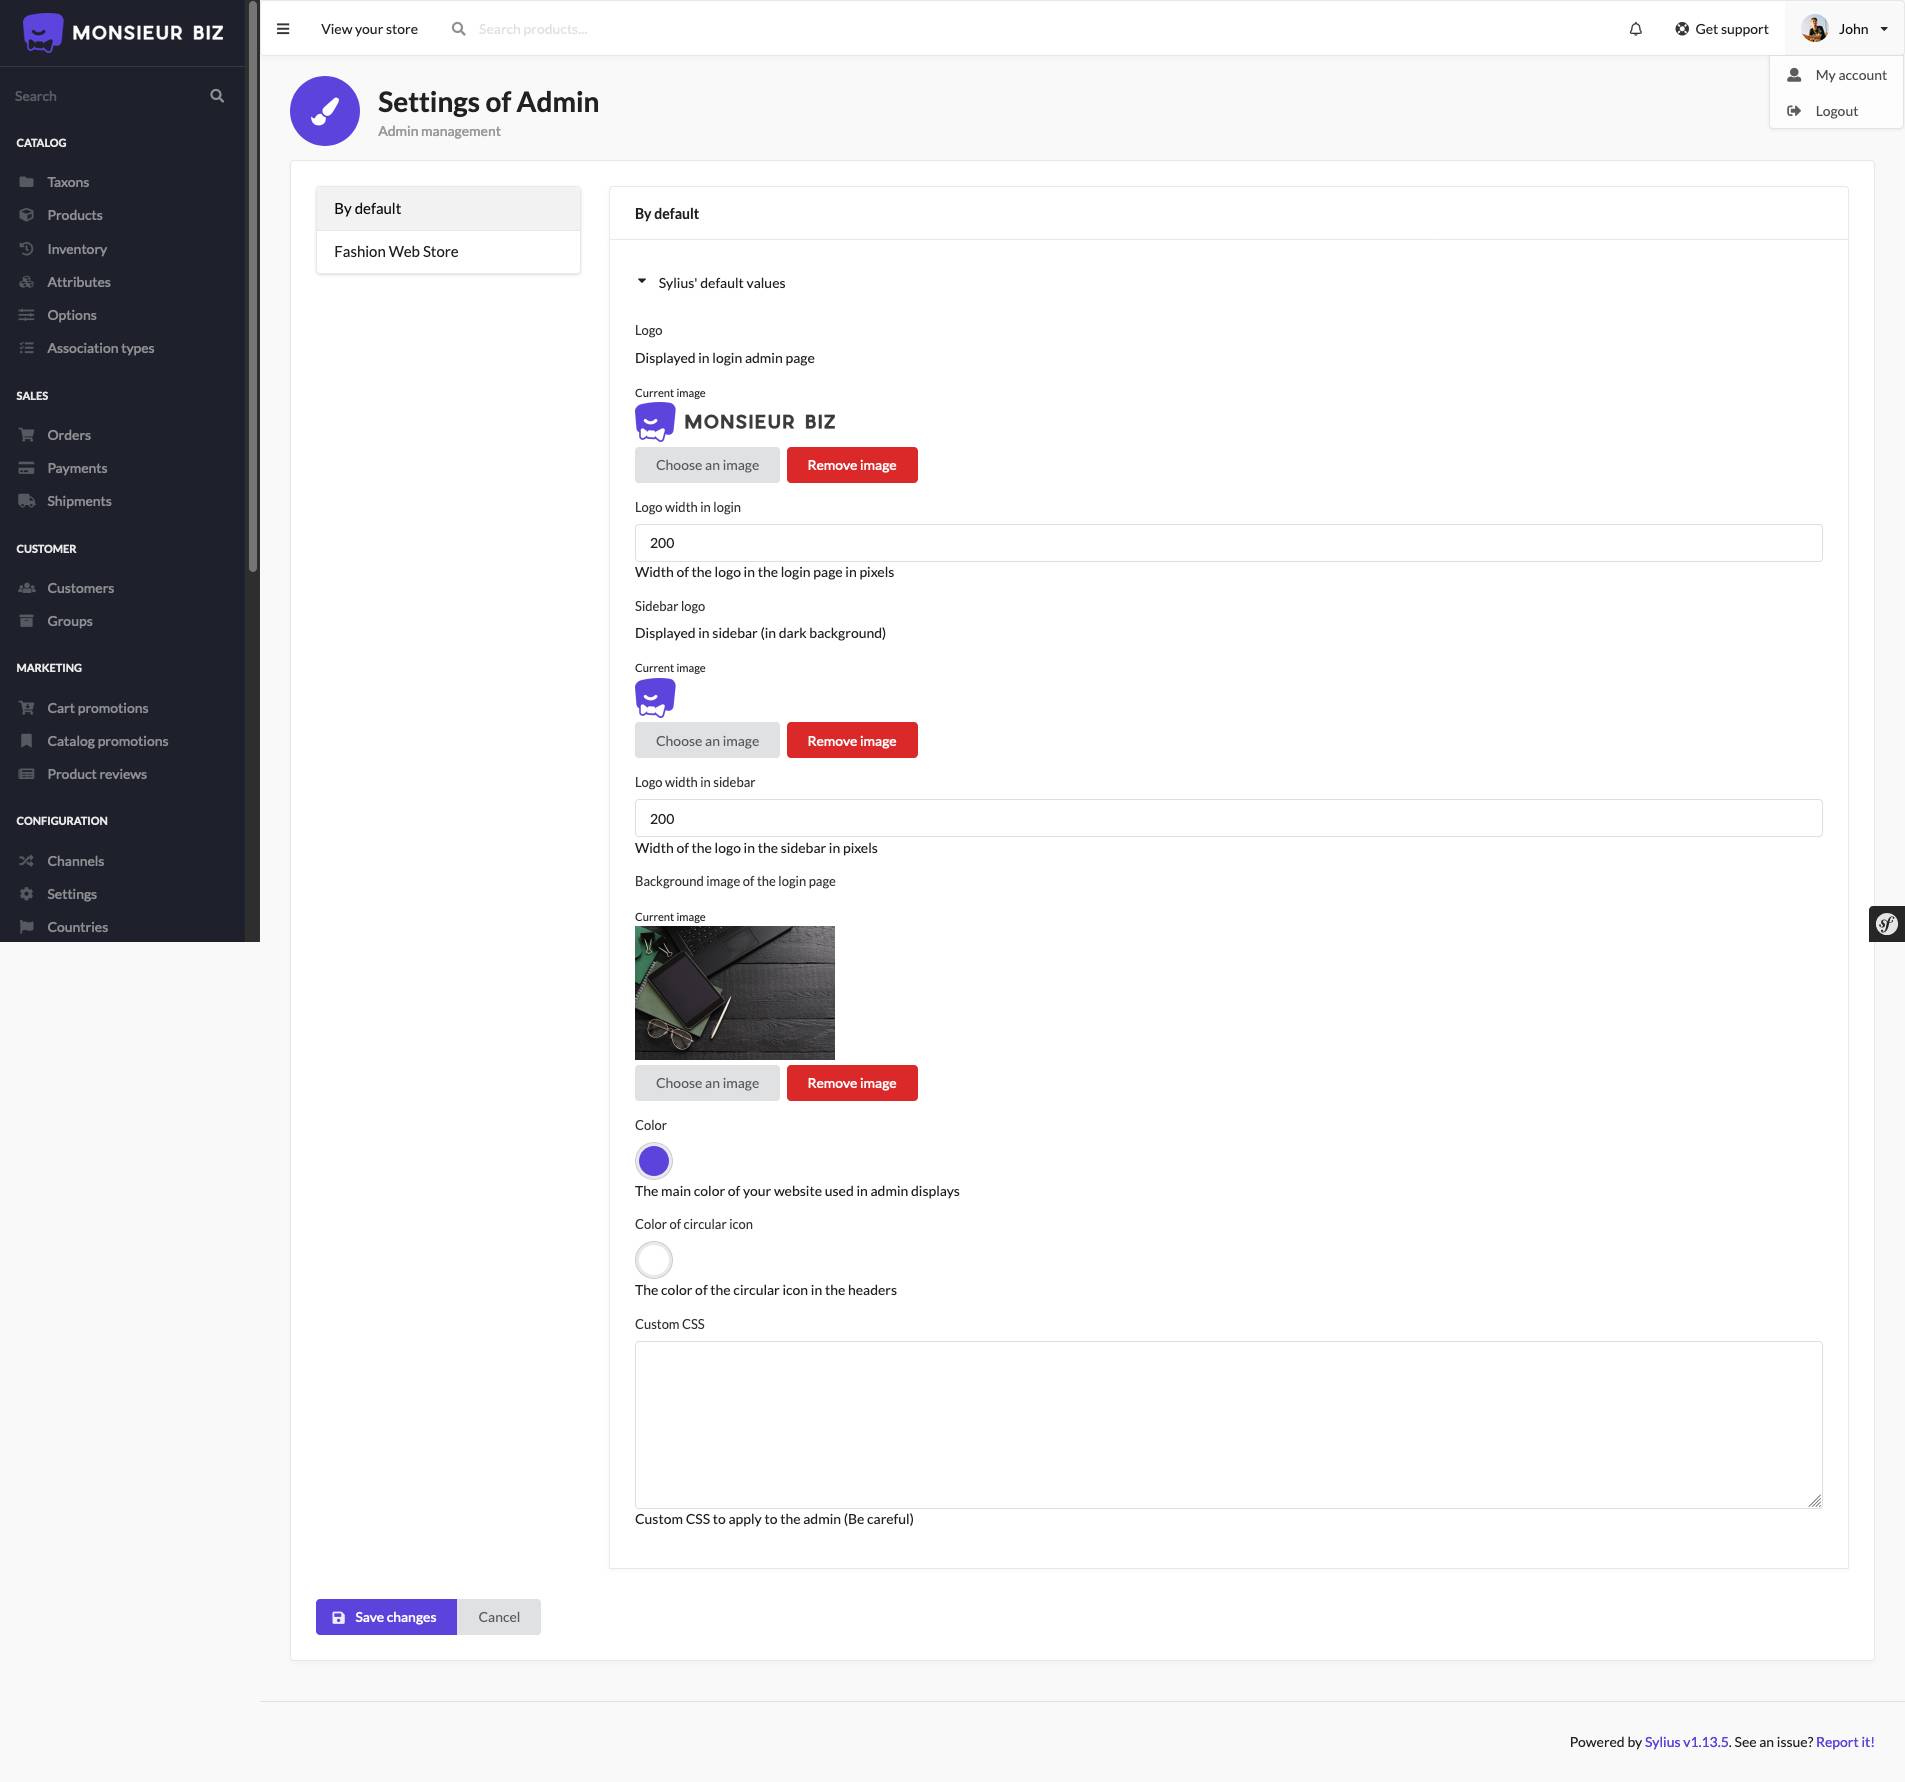 MONSIEUR BIZ
View your store
Search products...
Get support
John
My account
Logout
Search
CATALOG
Taxons
Products
Inventory
Attributes
Options
Association types
SALES
Orders
Payments
Shipments
CUSTOMER
Customers
Groups
MARKETING
Cart promotions
Catalog promotions
Product reviews
CONFIGURATION
Channels
Settings
Countries
Settings of Admin
Admin management
By default
Fashion Web Store
By default
Sylius' default values
Logo
Displayed in login admin page
Current image
MONSIEUR BIZ
Choose an image
Remove image
Logo width in login
200
Width of the logo in the login page in pixels
Sidebar logo
Displayed in sidebar (in dark background)
Current image
Choose an image
Remove image
Logo width in sidebar
200
Width of the logo in the sidebar in pixels
Background image of the login page
Current image
Choose an image
Remove image
Color
The main color of your website used in admin displays
Color of circular icon
The color of the circular icon in the headers
Custom CSS
Custom CSS to apply to the admin (Be careful)
Save changes
Cancel
sf
Powered by Sylius v1.13.5. See an issue? Report it!